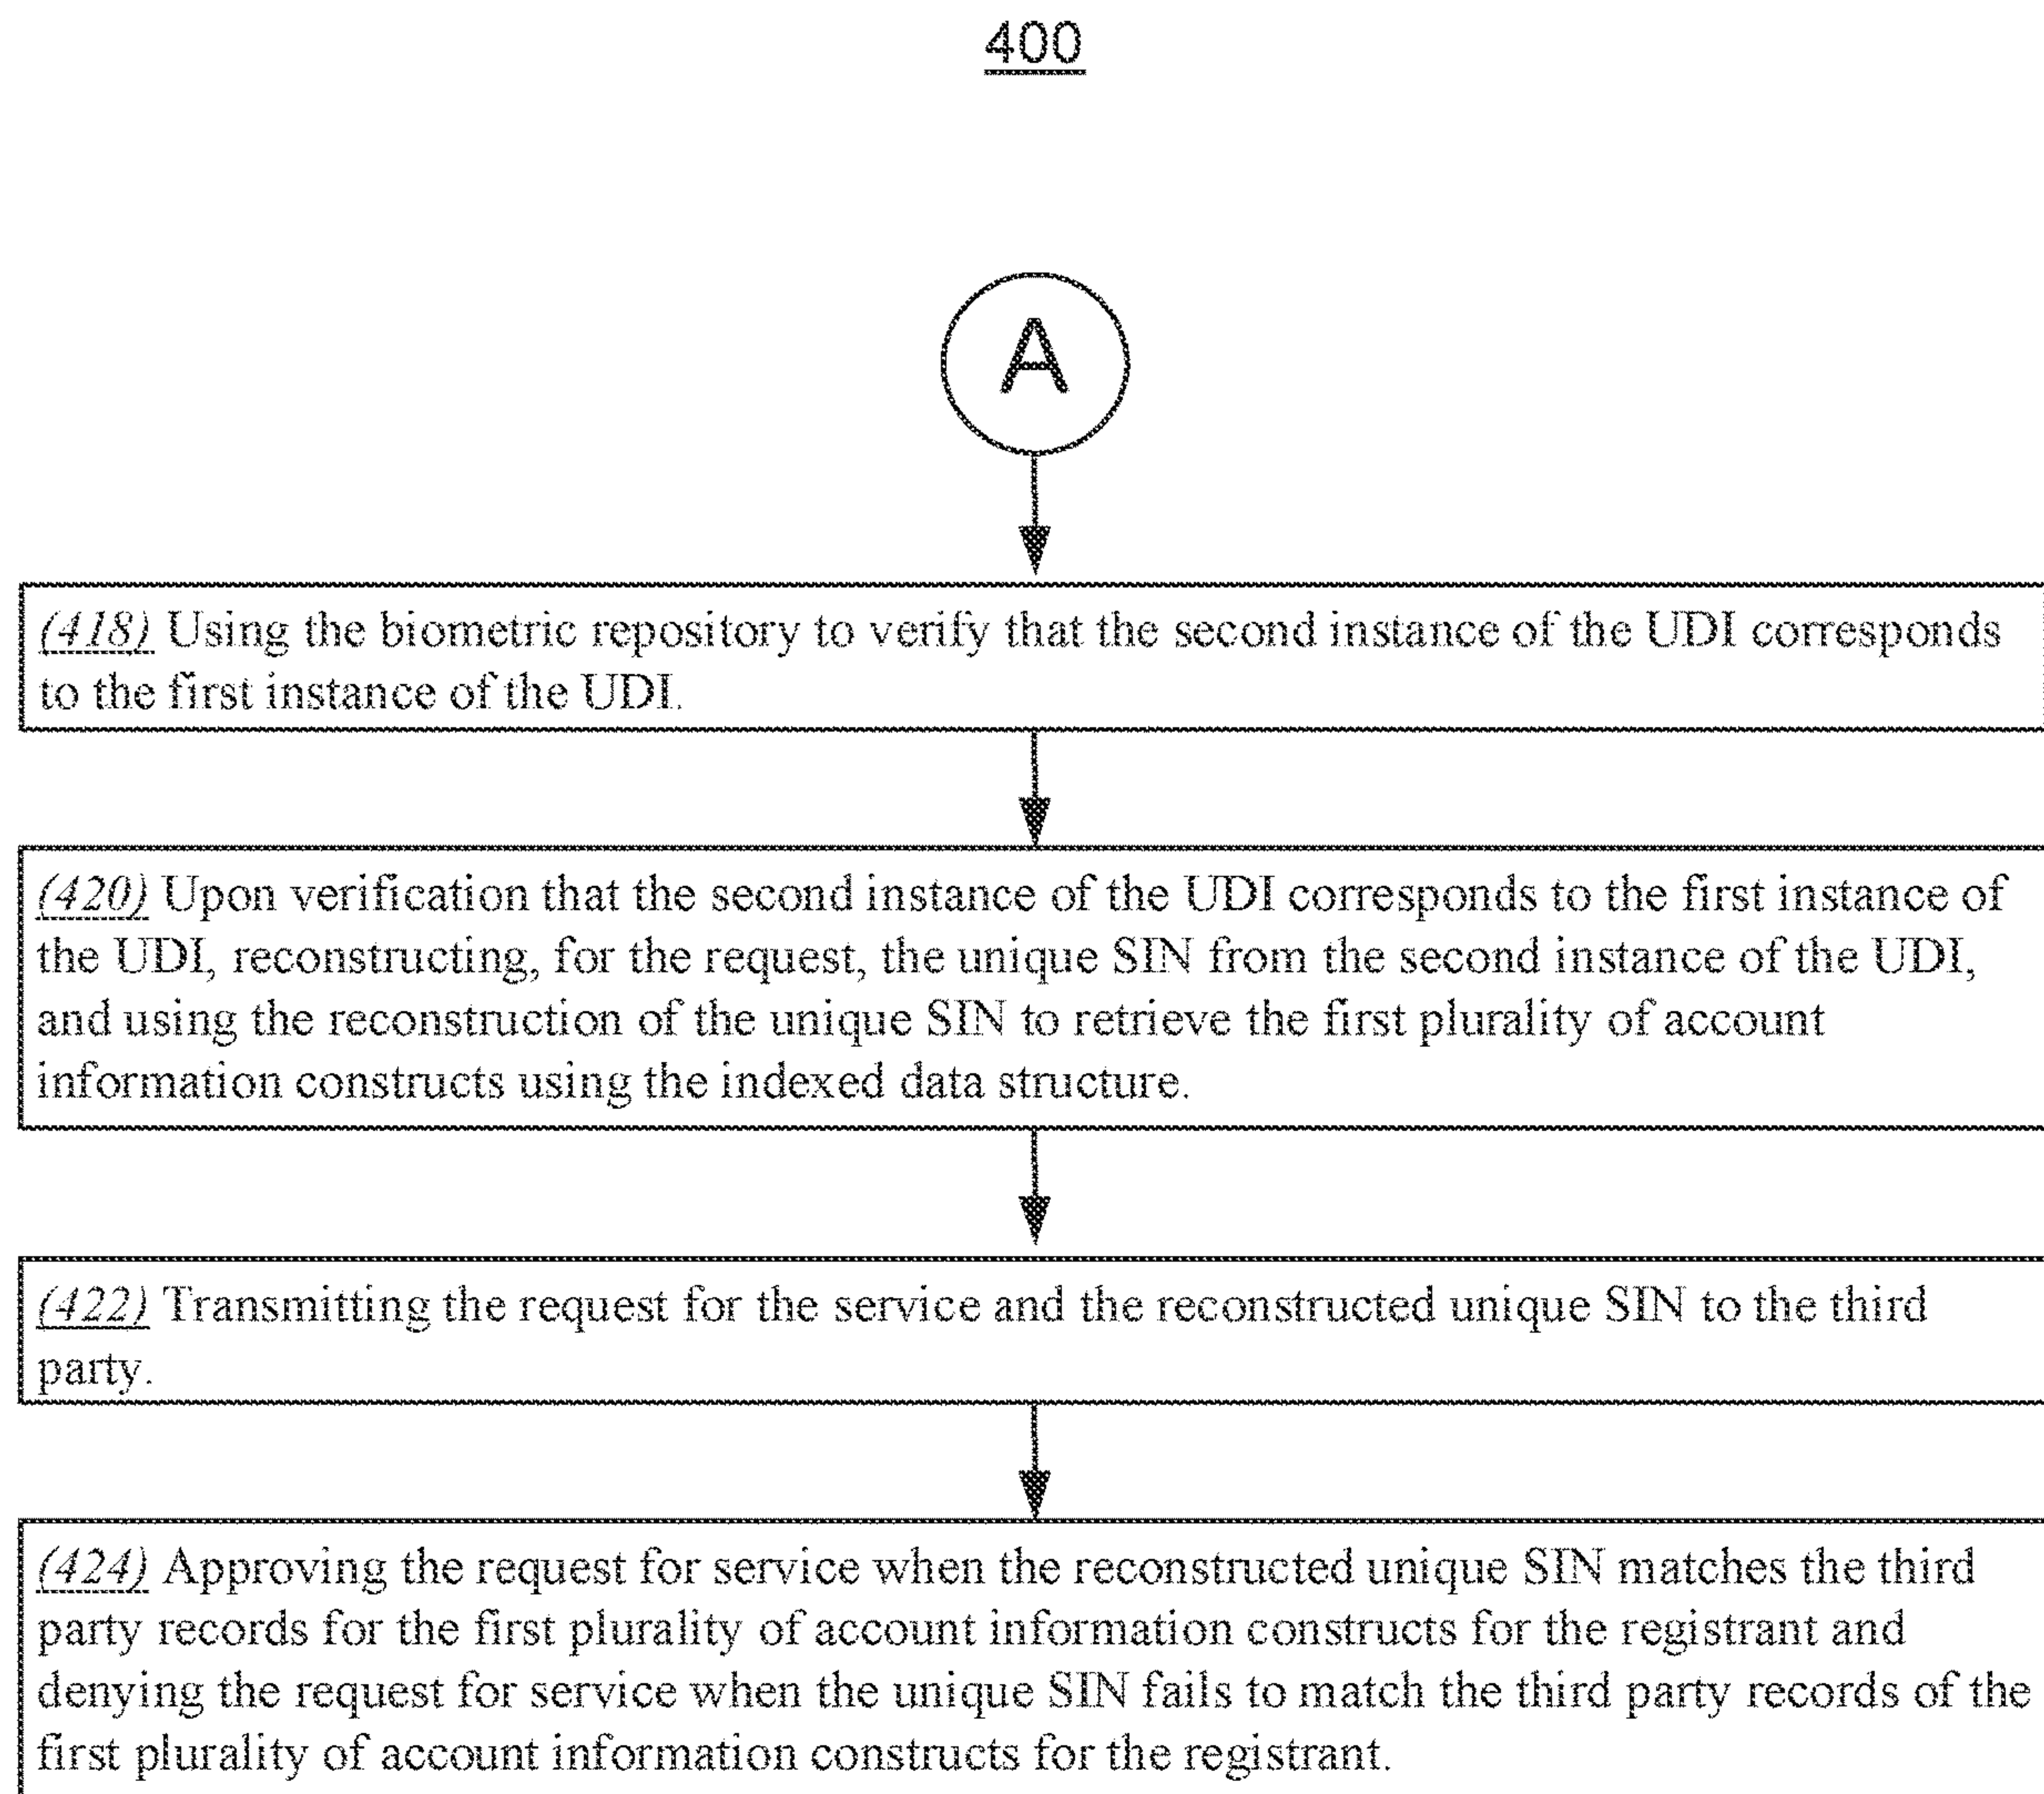 400
A
(418) Using the biometric repository to verify that the second instance of the UDI corresponds
to the first instance of the UDI.
(420) Upon verification that the second instance of the UDI corresponds to the first instance of
the UDI, reconstructing, for the request, the unique SIN from the second instance of the UDI,
and using the reconstruction of the unique SIN to retrieve the first plurality of account
information constructs using the indexed data structure.
(422) Transmitting the request for the service and the reconstructed unique SIN to the third
party.
(424) Approving the request for service when the reconstructed unique SIN matches the third
party records for the first plurality of account information constructs for the registrant and
denying the request for service when the unique SIN fails to match the third party records of the
first plurality of account information constructs for the registrant.